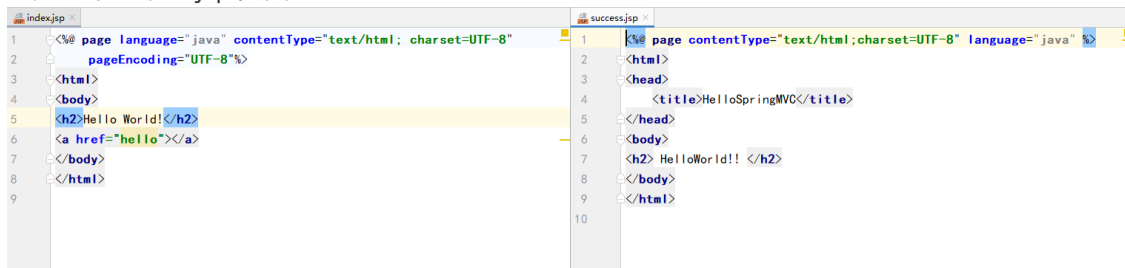 index.jsp
1 <%@ page language="java" contentType="text/html; charset=UTF-8"
2 pageEncoding="UTF-8"%>
3 <html>
4 <body>
5 <h2>Hello World!</h2>
6 <a href="hello"></a>
7 </body>
8 </html>
9
success.jsp
1 <%@ page contentType="text/html;charset=UTF-8" language="java" %>
2 <html>
3 <head>
4 <title>HelloSpringMVC</title>
5 </head>
6 <body>
7 <h2> HelloWorld!! </h2>
8 </body>
9 </html>
10